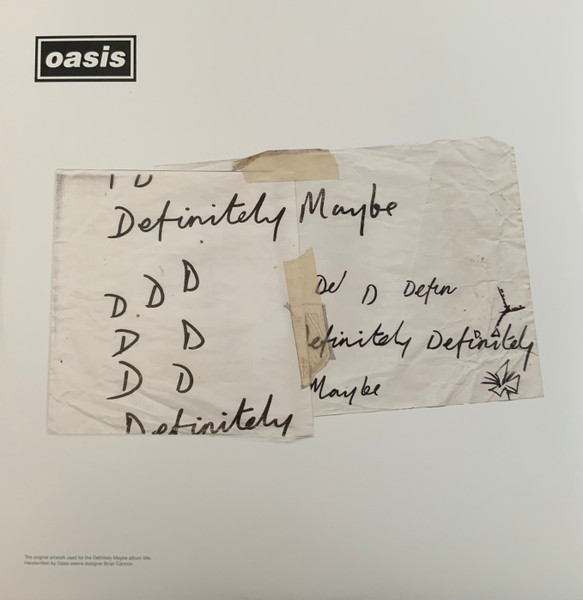 oasis
Definitely Maybe
D D D
Del D Defin
D D
efinitely Definitely
D D
Maybe
Definitely
The original artwork used for the Definitely Maybe album title.
Handwritten by Oasis sleeve designer Brian Cannon